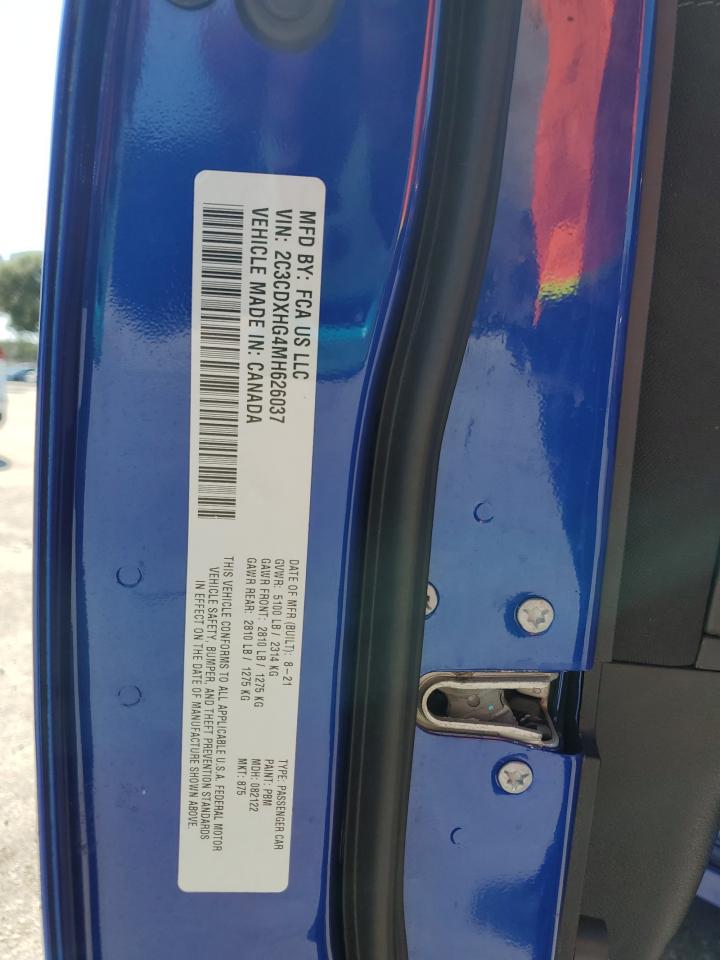 MFD BY: FCA US LLC
VIN: 2C3CDXHG4MH626037
VEHICLE MADE IN: CANADA
DATE OF MFR (BUILT): 8-21
GVWR: 5100 LB / 2314 KG
GAWR FRONT: 2810 LB / 1275 KG
GAWR REAR: 2810 LB / 1275 KG
TYPE: PASSENGER CAR
PAINT: PBM
MDH: 082122
MKT: 875
THIS VEHICLE CONFORMS TO ALL APPLICABLE U.S.A. FEDERAL MOTOR
VEHICLE SAFETY, BUMPER, AND THEFT PREVENTION STANDARDS
IN EFFECT ON THE DATE OF MANUFACTURE SHOWN ABOVE.